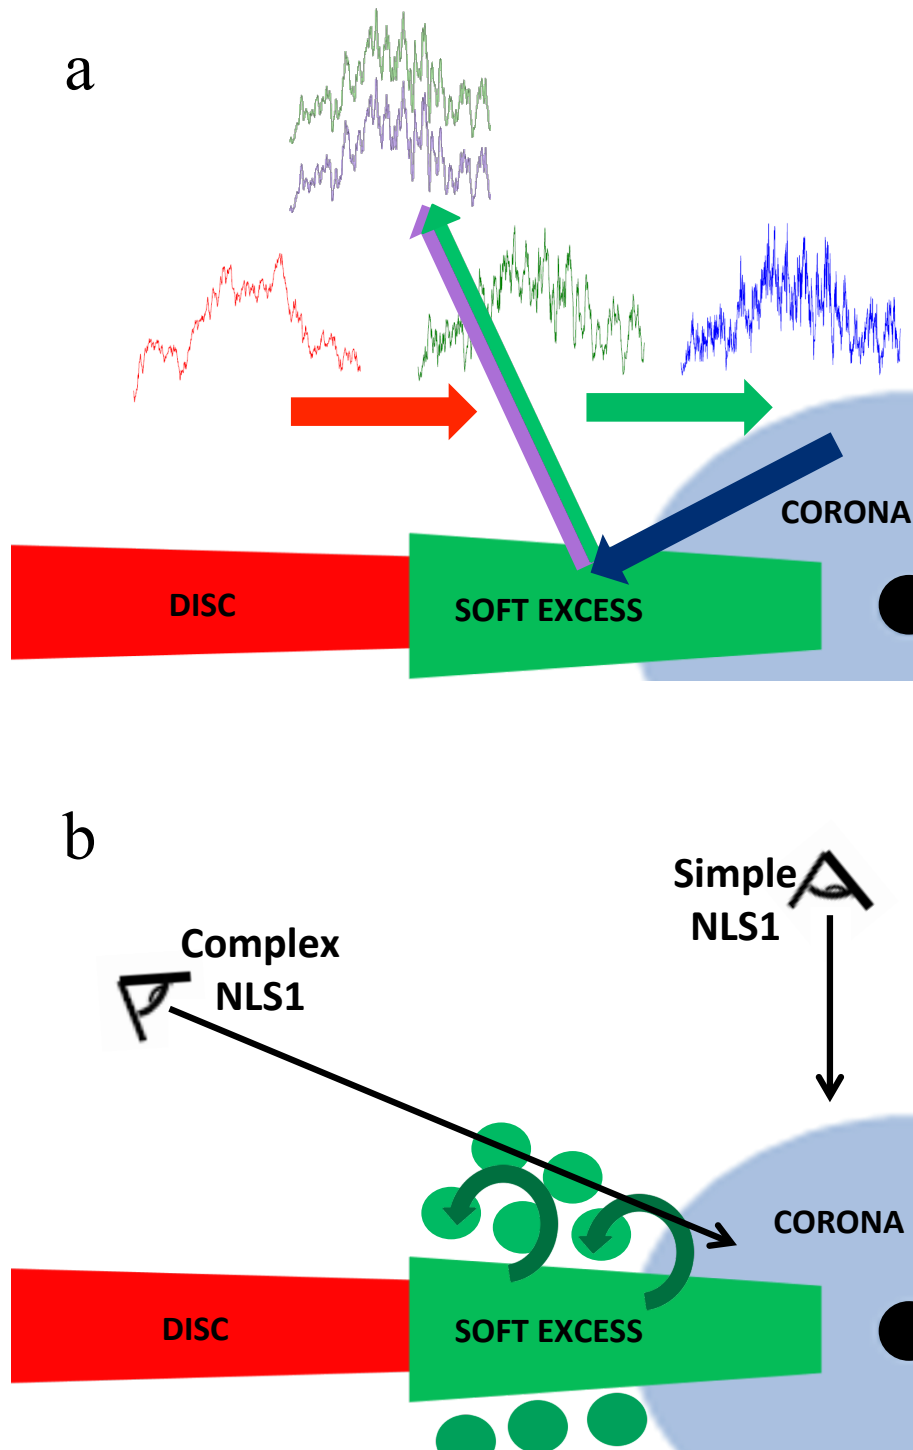 a
CORONA
DISC
SOFT EXCESS
b
Simple
NLS1
Complex
NLS1
CORONA
DISC
SOFT EXCESS